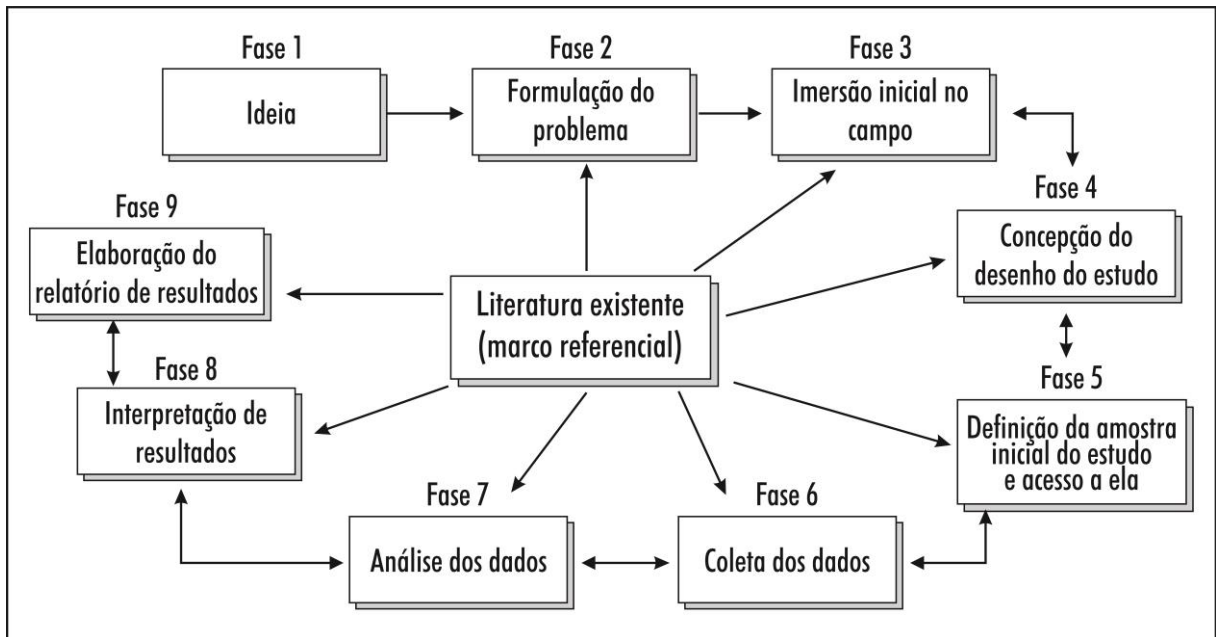 Fase 1
Ideia
Fase 2
Formulação do
problema
Fase 3
Imersão inicial no
campo
Fase 4
Concepção do
desenho do estudo
Fase 5
Definição da amostra
inicial do estudo
e acesso a ela
Fase 6
Coleta dos dados
Fase 7
Análise dos dados
Fase 8
Interpretação de
resultados
Fase 9
Elaboração do
relatório de resultados
Literatura existente
(marco referencial)